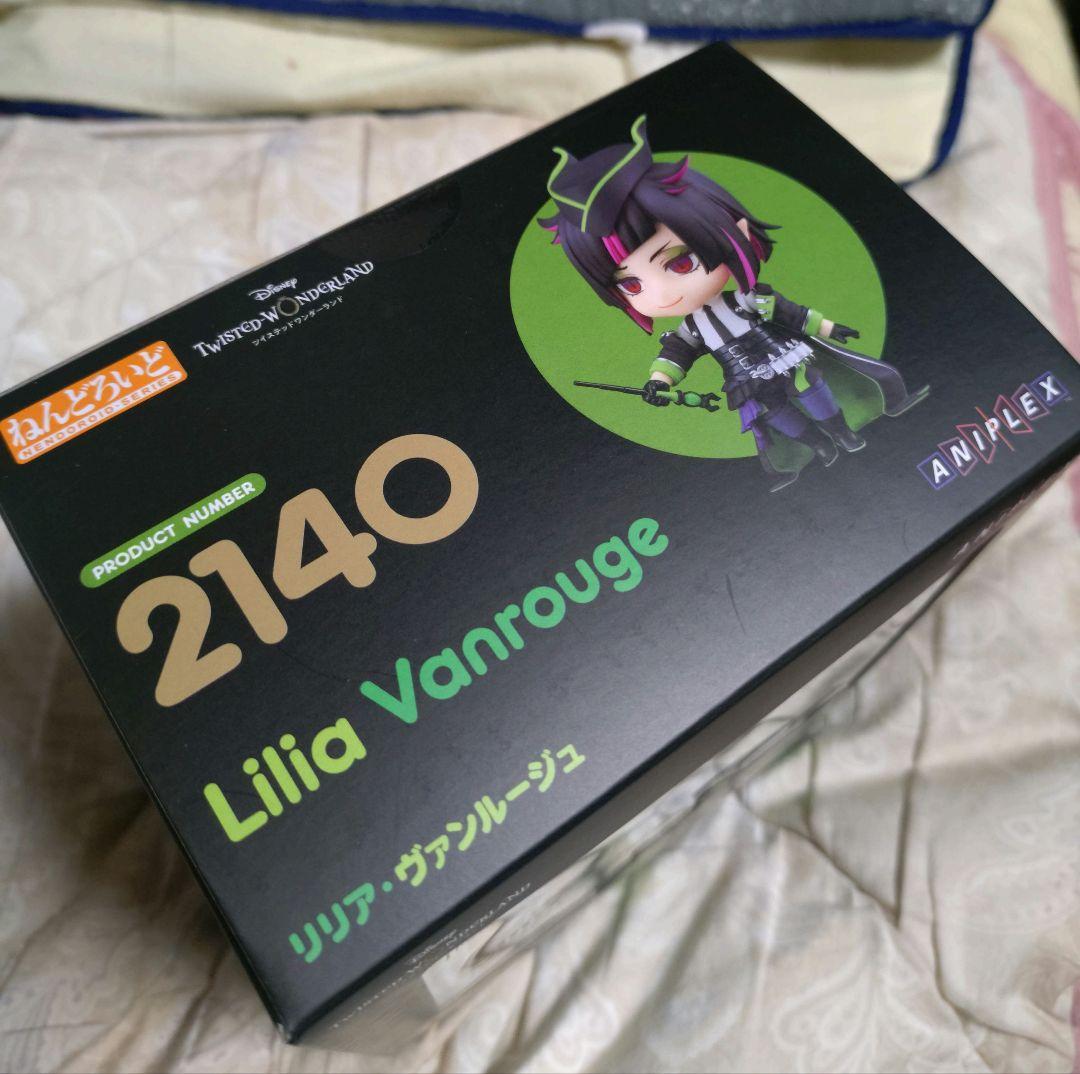 Disney
TWISTED-WONDERLAND
ツイステッドワンダーランド
ねんどろいど
NENDOROID-SERIES
PRODUCT NUMBER
2140
Lilia Vanrouge
リリア・ヴァンルージュ
ANIPLEX
Disney